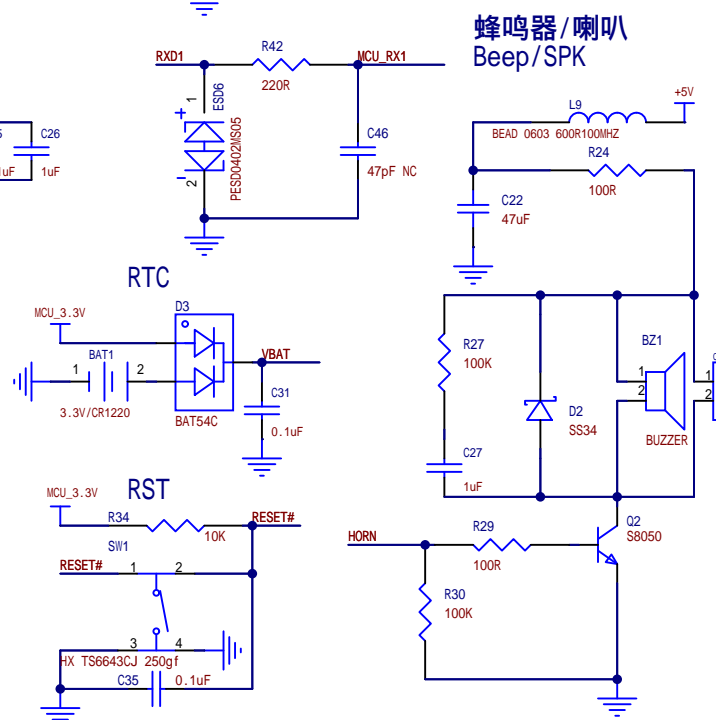 蜂鸣器/喇叭
Beep/SPK
RXD1
R42
220R
MCU_RX1
1
ESD6
+
-
2
PESD0402MS05
C46
47pF NC
C26
1uF
uF
+5V
L9
BEAD 0603 600R100MHZ
R24
100R
C22
47uF
RTC
MCU_3.3V
D3
BAT1
1
2
3.3V/CR1220
BAT54C
VBAT
C31
0.1uF
R27
100K
C27
1uF
D2
SS34
BZ1
1
2
BUZZER
1
2
RST
MCU_3.3V
R34
10K
RESET#
SW1
RESET#
1
2
3
4
HX TS6643CJ 250gf
C35
0.1uF
HORN
R29
100R
R30
100K
Q2
S8050